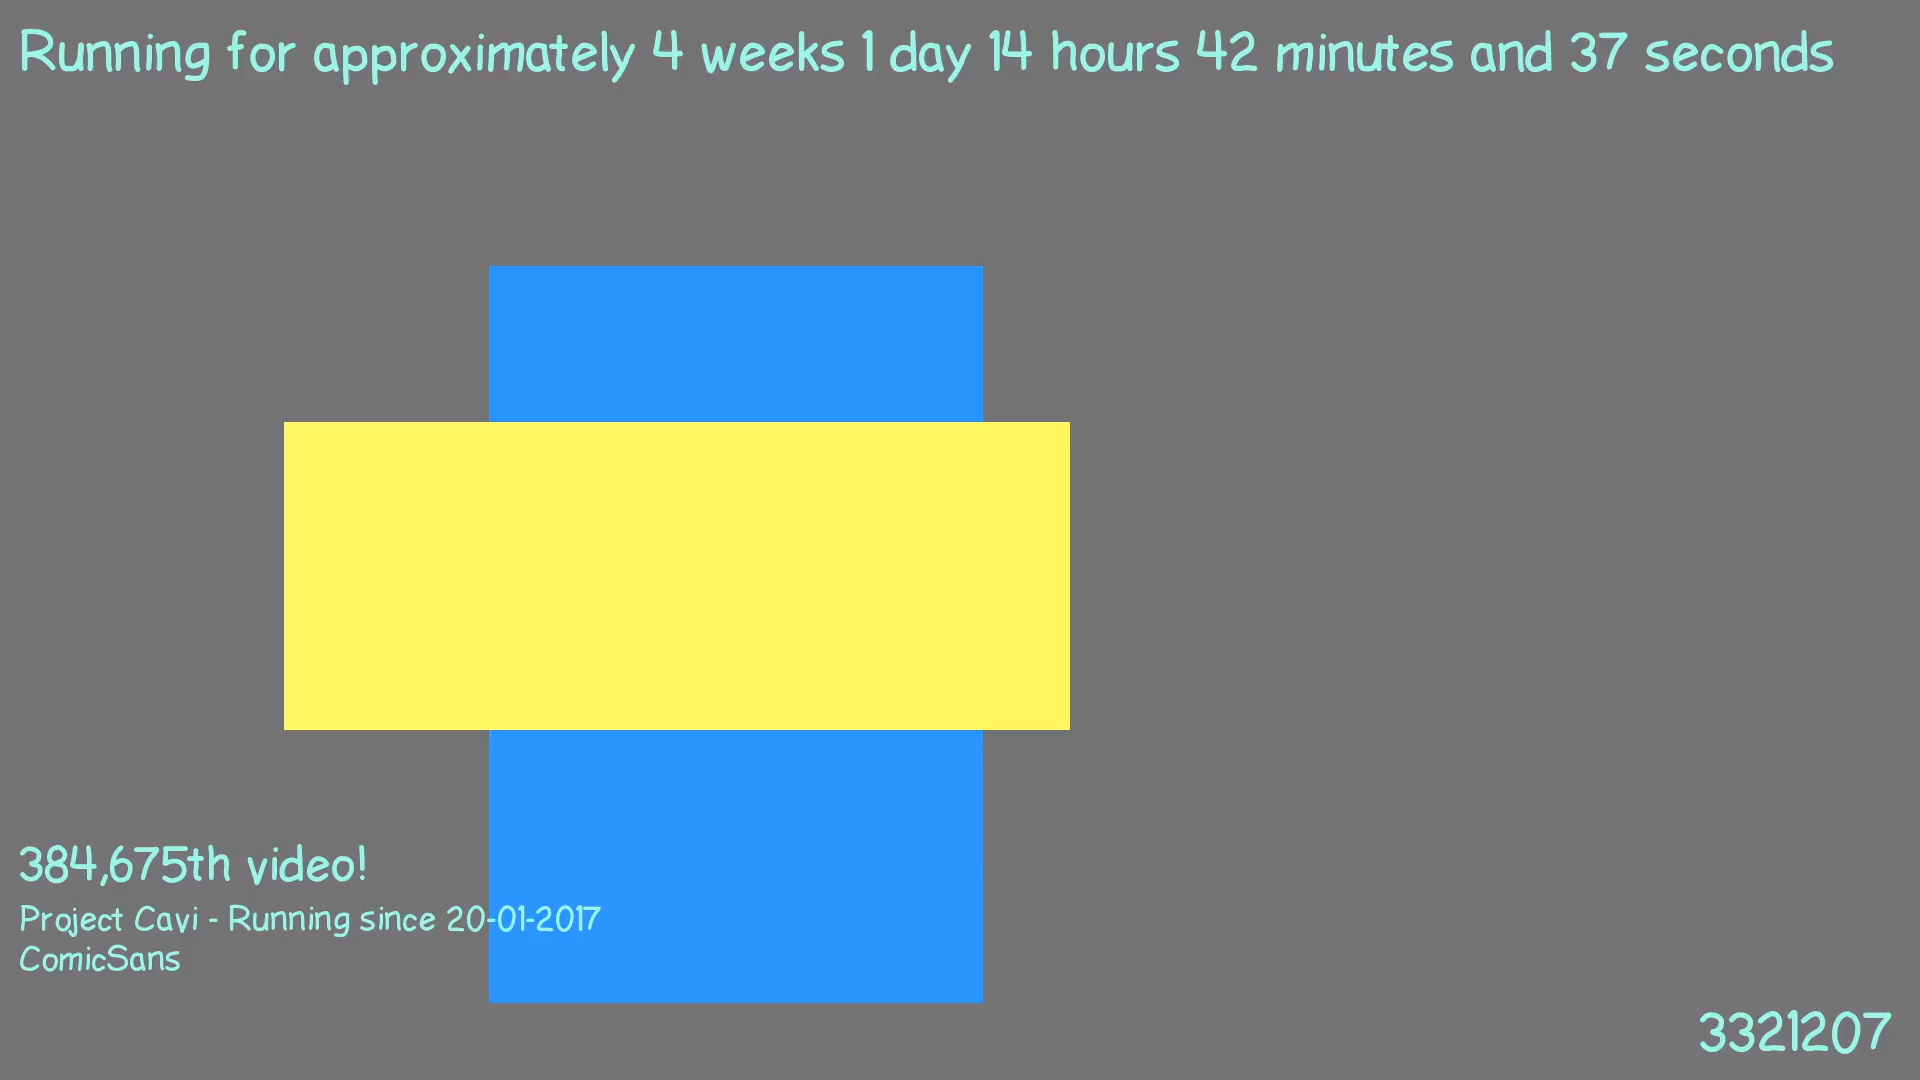 Running for approximately 4 weeks 1 day 14 hours 42 minutes and 37 seconds
384,675th video!
Project Cavi - Running since 20-01-2017
ComicSans
3321207